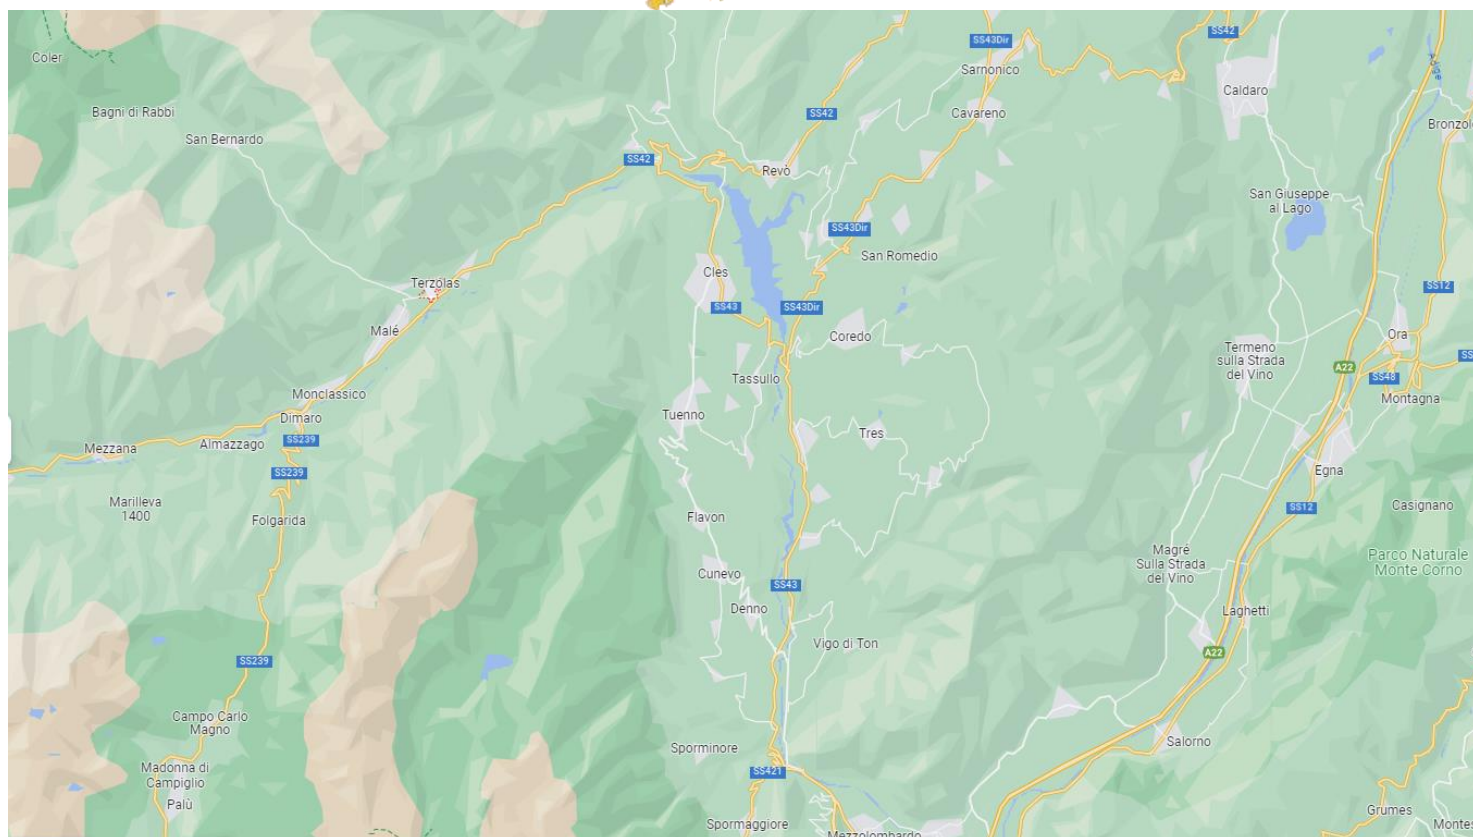 SS42
SS43Dir
Coler
Sarnonico
Adige
Caldaro
Bagni di Rabbi
SS42
Cavareno
San Bernardo
SS42
Revò
San Giuseppe
al Lago
SS43Dir
San Romedio
Cles
Terzolas
SS43
SS43Dir
SS12
Malé
Coredo
Ora
Termeno
sulla Strada
del Vino
A22
Tassullo
SS48
Monclassico
Montagna
Tuenno
Dimaro
Tres
SS239
Almazzago
Mezzana
Egna
SS239
Marilleva
1400
SS12
Casignano
Folgarida
Flavon
Magrè
Sulla Strada
del Vino
Parco Naturale
Monte Corno
Cunevo
SS43
Denno
Laghetti
Vigo di Ton
A22
SS239
Campo Carlo
Magno
Salorno
Sporminore
Madonna di
Campiglio
SS421
Palù
Grumes
Spormaggiore
Mezzolombardo